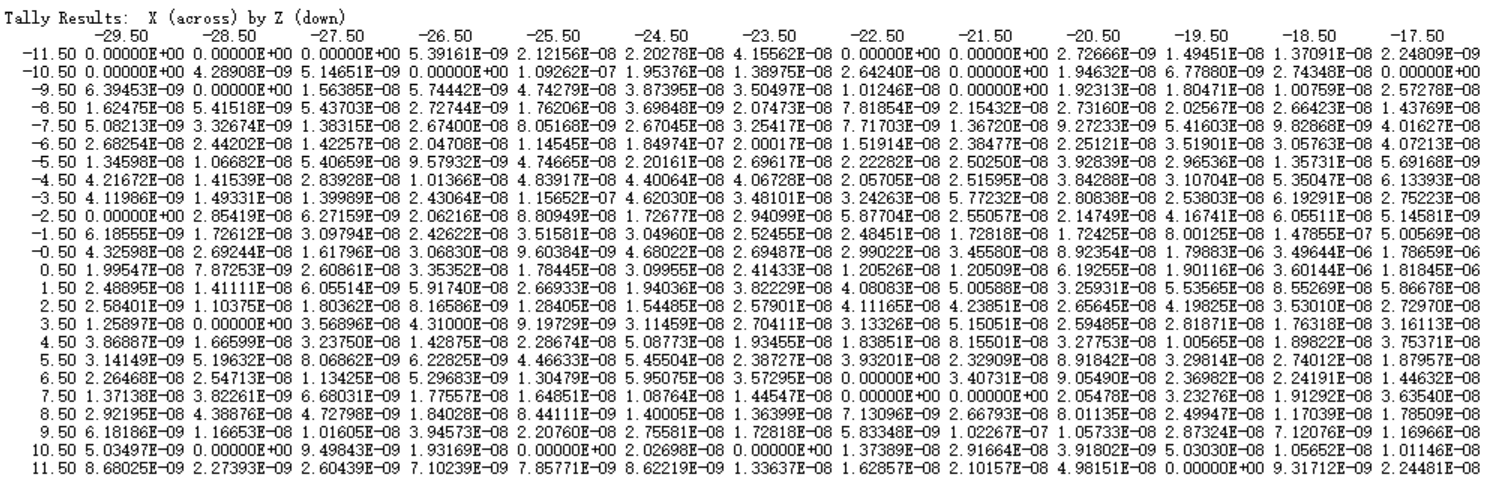 Tally Results:  X (across) by Z (down)
-29.50 -28.50 -27.50 -26.50 -25.50 -24.50 -23.50 -22.50 -21.50 -20.50 -19.50 -18.50 -17.50
-11.50 0.00000E+00 0.00000E+00 0.00000E+00 5.39161E-09 2.12156E-08 2.20278E-08 4.15562E-08 0.00000E+00 0.00000E+00 2.72666E-09 1.49451E-08 1.37091E-08 2.24809E-09
-10.50 0.00000E+00 4.28908E-09 5.14651E-09 0.00000E+00 1.09262E-07 1.95376E-08 1.38975E-08 2.64240E-08 0.00000E+00 1.94632E-08 6.77880E-09 2.74348E-08 0.00000E+00
-9.50 6.39453E-09 0.00000E+00 1.56385E-08 5.74442E-09 4.74279E-08 3.87395E-08 3.50497E-08 1.01246E-08 0.00000E+00 1.92313E-08 1.80471E-08 1.00759E-08 2.57278E-08
-8.50 1.62475E-08 5.41518E-09 5.43703E-08 2.72744E-08 1.76206E-08 3.69848E-09 2.07473E-08 7.81854E-09 2.15432E-08 2.73160E-08 2.02567E-08 2.66423E-08 1.43769E-08
-7.50 5.08213E-09 3.32674E-09 1.38315E-08 2.67400E-08 8.05168E-09 2.67045E-08 3.25417E-08 7.71703E-09 1.36720E-08 9.27233E-09 5.41603E-08 9.82868E-09 4.01627E-08
-6.50 2.68254E-08 2.44202E-08 1.42257E-08 2.04708E-08 1.14545E-08 1.84974E-07 2.00017E-08 1.51914E-08 2.38477E-08 2.25121E-08 3.51901E-08 3.05763E-08 4.07213E-08
-5.50 1.34598E-08 1.06682E-08 5.40659E-08 9.57932E-09 4.74665E-08 2.20161E-08 2.69617E-08 2.22282E-08 2.50250E-08 3.92839E-08 2.96536E-08 1.35731E-08 5.69168E-09
-4.50 4.21672E-08 1.41539E-08 2.83928E-08 1.01366E-08 4.83917E-08 4.40064E-08 4.06728E-08 2.05705E-08 2.51595E-08 3.84288E-08 3.10704E-08 5.35047E-08 6.13393E-08
-3.50 4.11986E-09 1.49331E-08 1.39989E-08 2.43064E-08 1.15652E-07 4.62030E-08 3.48101E-08 3.24263E-08 5.77232E-08 2.80838E-08 2.53803E-08 6.19291E-08 2.75223E-08
-2.50 0.00000E+00 2.85419E-08 6.27159E-09 2.06216E-08 8.80949E-08 1.72677E-08 2.94099E-08 5.87704E-08 2.55057E-08 2.14749E-08 4.16741E-08 6.05511E-08 5.14581E-09
-1.50 6.18555E-09 1.72612E-08 3.09794E-08 2.42622E-08 3.51581E-08 3.04960E-08 2.52455E-08 2.48451E-08 1.72818E-08 1.72425E-08 8.00125E-08 1.47855E-07 5.00569E-08
-0.50 4.32598E-08 2.69244E-08 1.61796E-08 3.06830E-08 9.60384E-09 4.68022E-08 2.69487E-08 2.99022E-08 3.45580E-08 8.92354E-08 1.79883E-06 3.49644E-06 1.78659E-06
0.50 1.99547E-08 7.87253E-09 2.60861E-08 3.35352E-08 1.78445E-08 3.09955E-08 2.41433E-08 1.20526E-08 1.20509E-08 6.19255E-08 1.90116E-06 3.60144E-06 1.81845E-06
1.50 2.48895E-08 1.41111E-08 6.05514E-09 5.91740E-08 2.66933E-08 1.94036E-08 3.82229E-08 4.08083E-08 5.00588E-08 3.25931E-08 5.53565E-08 8.55269E-08 5.86678E-08
2.50 2.58401E-09 1.10375E-08 1.80362E-08 8.16586E-09 1.28405E-08 1.54485E-08 2.57901E-08 4.11165E-08 4.23851E-08 2.65645E-08 4.19825E-08 3.53010E-08 2.72970E-08
3.50 1.25897E-08 0.00000E+00 3.56896E-08 4.31000E-08 9.19729E-09 3.11459E-08 2.70411E-08 3.13326E-08 5.15051E-08 2.59485E-08 2.81871E-08 1.76318E-08 3.16113E-08
4.50 3.86887E-09 1.66599E-08 3.23750E-08 1.42875E-08 2.28674E-08 5.08773E-08 1.93455E-08 1.83851E-08 8.15501E-08 3.27753E-08 1.00565E-08 1.89822E-08 3.75371E-08
5.50 3.14149E-09 5.19632E-08 8.06862E-09 6.22825E-09 4.46633E-08 5.45504E-08 2.38727E-08 3.93201E-08 2.32909E-08 8.91842E-08 3.29814E-08 2.74012E-08 1.87957E-08
6.50 2.26468E-08 2.54713E-08 1.13425E-08 5.29683E-09 1.30479E-08 5.95075E-08 3.57295E-08 0.00000E+00 3.40731E-08 9.05490E-08 2.36982E-08 2.24191E-08 1.44632E-08
7.50 1.37138E-08 3.82261E-09 6.68031E-09 1.77557E-08 1.64851E-08 1.08764E-08 1.44547E-08 0.00000E+00 0.00000E+00 2.05478E-08 3.23276E-08 1.91292E-08 3.63540E-08
8.50 2.92195E-08 4.38876E-08 4.72798E-09 1.84028E-08 8.44111E-09 1.40005E-08 1.36399E-08 7.13096E-09 2.66793E-08 8.01135E-08 2.49947E-08 1.17039E-08 1.78509E-08
9.50 6.18186E-09 1.16653E-08 1.01605E-08 3.94573E-08 2.20760E-08 2.75581E-08 1.72818E-08 5.83348E-09 1.02267E-07 1.05733E-08 2.87324E-08 7.12076E-09 1.16966E-08
10.50 5.03497E-09 0.00000E+00 9.49843E-09 1.93169E-08 0.00000E+00 2.02698E-08 0.00000E+00 1.37389E-08 2.91664E-08 3.91802E-09 5.03030E-08 1.05652E-08 1.01146E-08
11.50 8.68025E-09 2.27393E-09 2.60439E-09 7.10239E-09 7.85771E-09 8.62219E-09 1.33637E-08 1.62857E-08 2.10157E-08 4.98151E-08 0.00000E+00 9.31712E-09 2.24481E-08